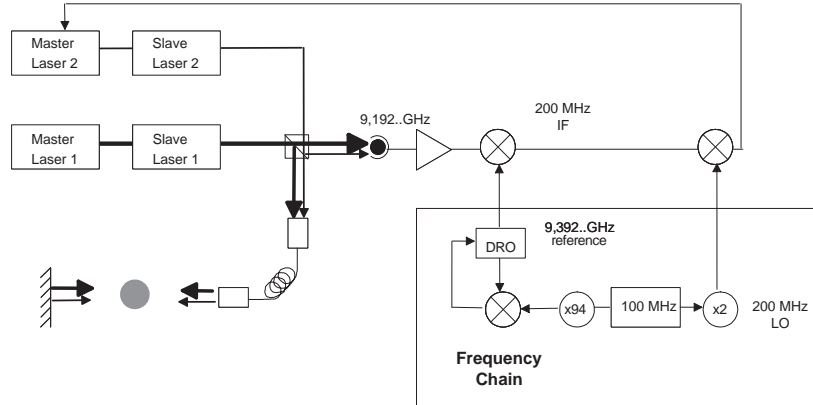 Master
Laser 2
Slave
Laser 2
Master
Laser 1
Slave
Laser 1
9,192..GHz
200 MHz
IF
DRO
9,392..GHz
reference
x94
100 MHz
x2
200 MHz
LO
Frequency
Chain